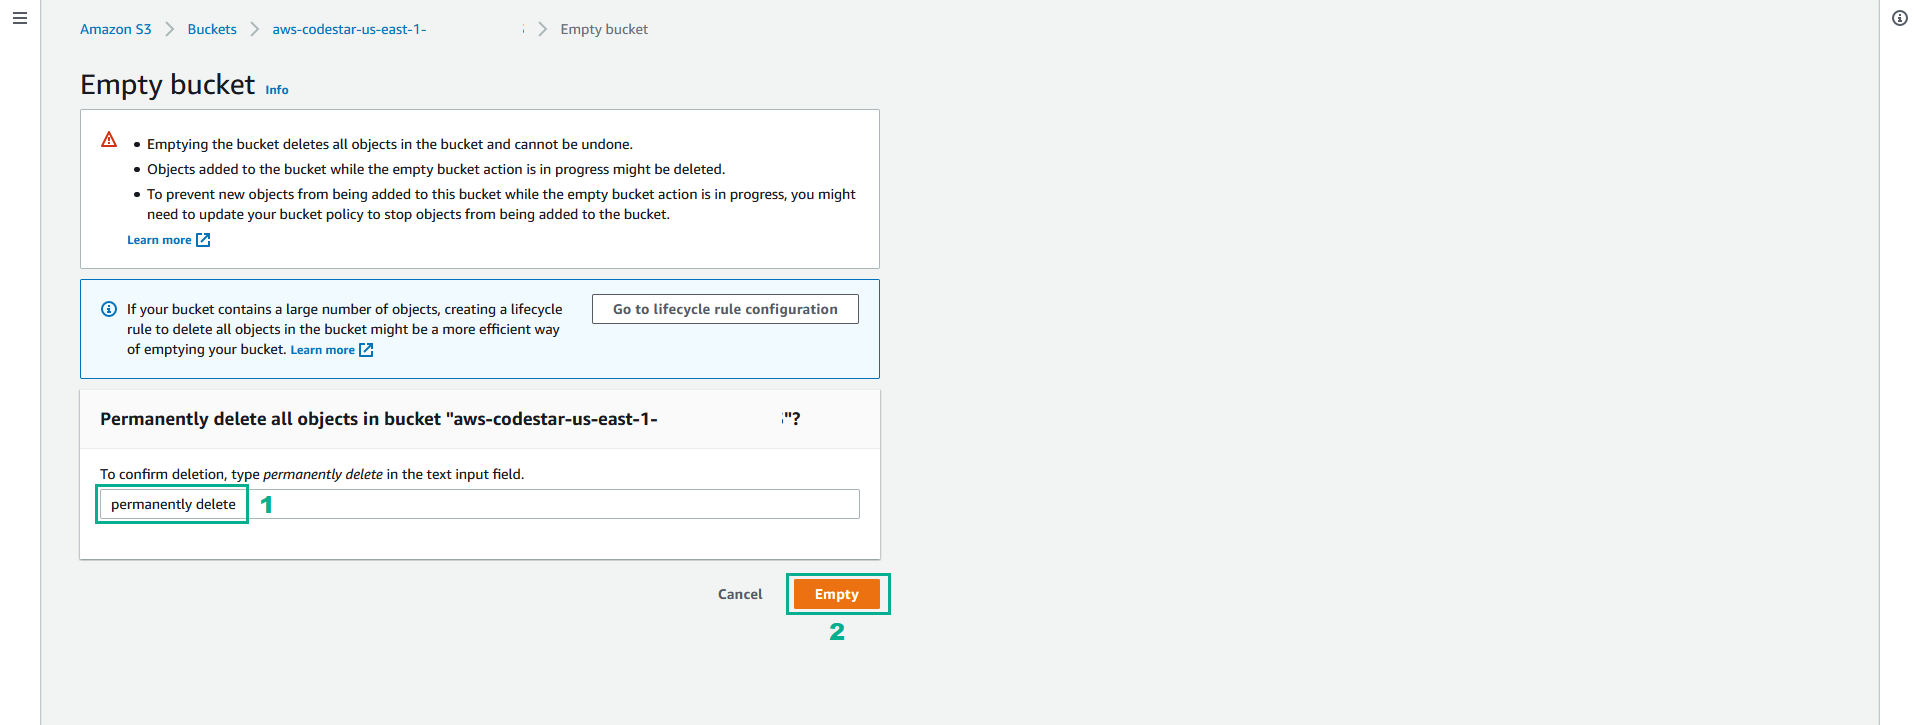 Amazon S3 > Buckets > aws-codestar-us-east-1- > Empty bucket
Empty bucket Info
• Emptying the bucket deletes all objects in the bucket and cannot be undone.
• Objects added to the bucket while the empty bucket action is in progress might be deleted.
• To prevent new objects from being added to this bucket while the empty bucket action is in progress, you might
need to update your bucket policy to stop objects from being added to the bucket.
Learn more
If your bucket contains a large number of objects, creating a lifecycle
rule to delete all objects in the bucket might be a more efficient way
of emptying your bucket. Learn more
Go to lifecycle rule configuration
Permanently delete all objects in bucket "aws-codestar-us-east-1- "?
To confirm deletion, type permanently delete in the text input field.
permanently delete 1
Cancel Empty
2